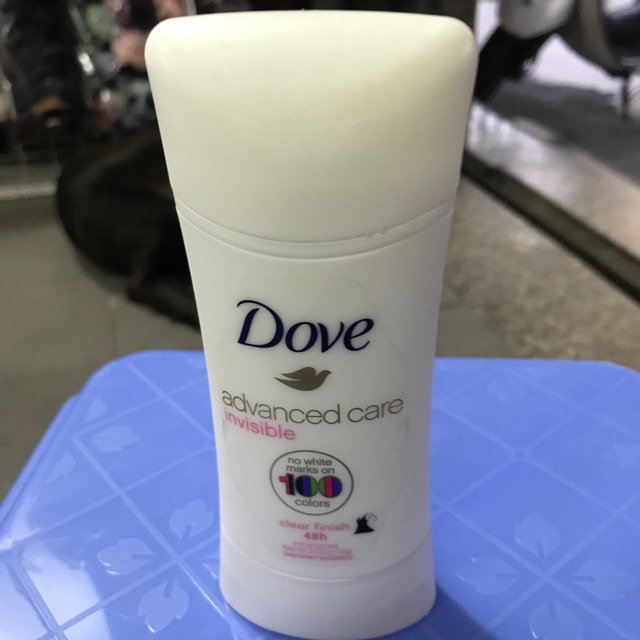 Dove
advanced care
invisible
no white
marks on
100
colors
clear finish
48h